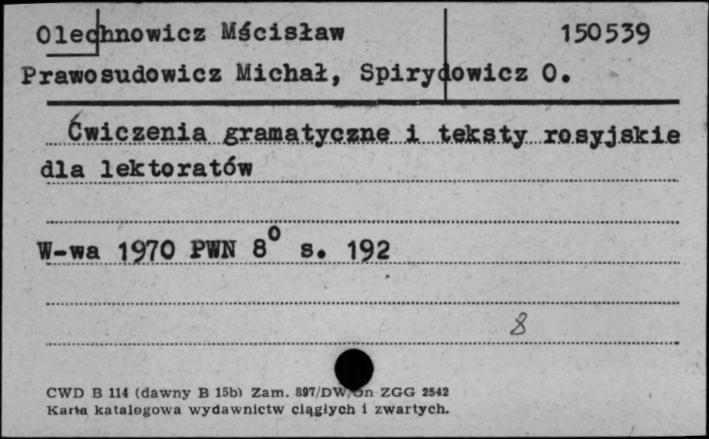 Olechnowicz Mścisław 150539
Prawosudowicz Michał, Spirydowicz O.
Ćwiczenia gramatyczne i teksty rosyjskie
dla lektoratów
W-wa 1970 PWN 8⁰ s. 192
8
CWD B 114 (dawny B 15b) Zam. 897/DW/Dn ZGG 2542
Karta katalogowa wydawnictw ciągłych i zwartych.